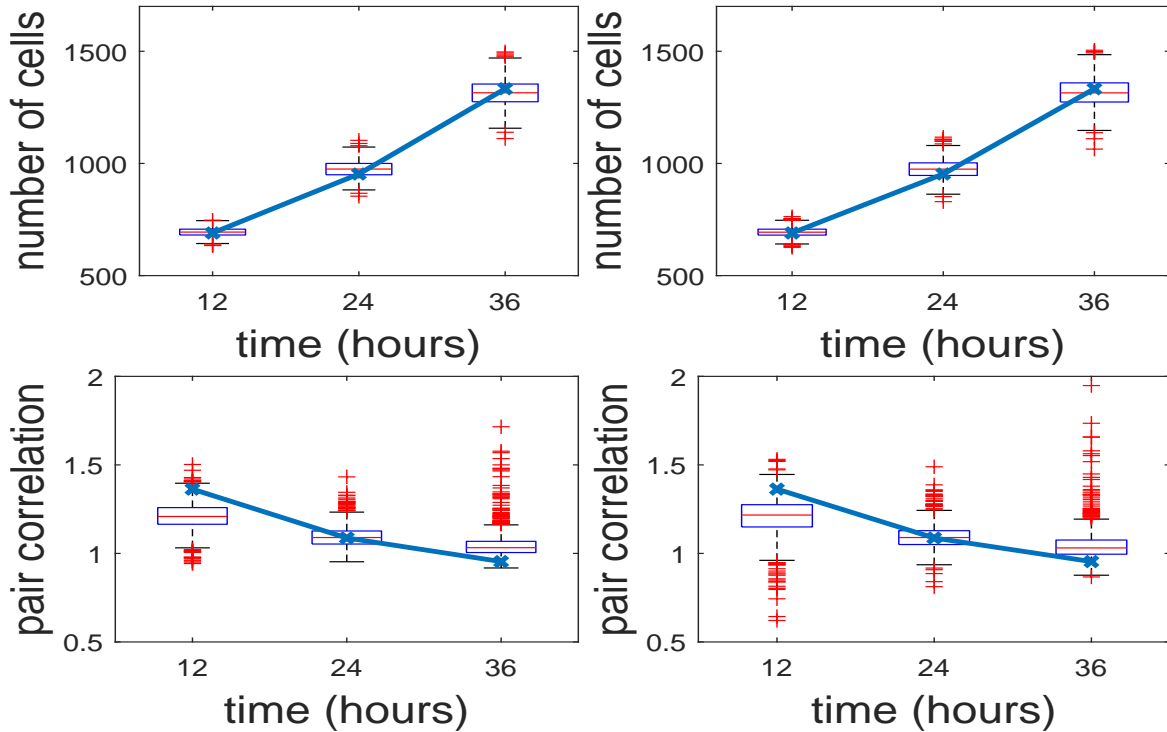 number of cells
1500
1000
500
12 24 36
time (hours)
number of cells
1500
1000
500
12 24 36
time (hours)
pair correlation
2
1.5
1
0.5
12 24 36
time (hours)
pair correlation
2
1.5
1
0.5
12 24 36
time (hours)